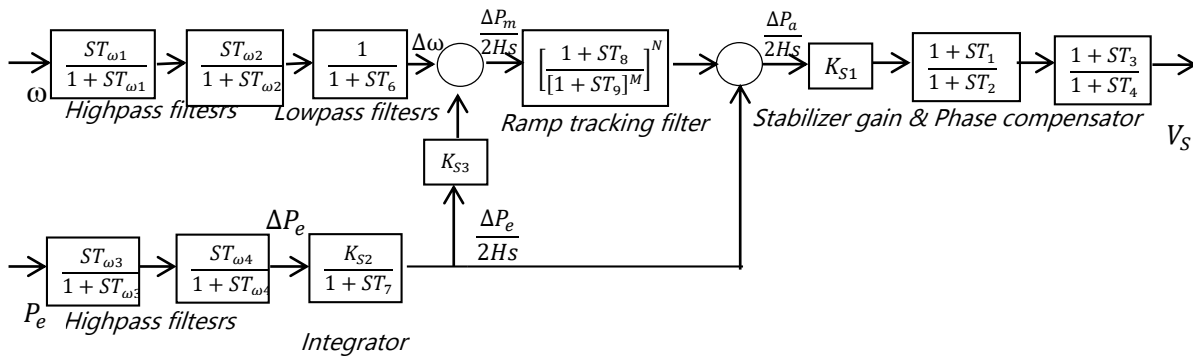 ω
ST_ω1 / 1 + ST_ω1
ST_ω2 / 1 + ST_ω2
1 / 1 + ST_6
Δω
ΔP_m / 2Hs
[ 1 + ST_8 / [1 + ST_9]^M ]^N
ΔP_a / 2Hs
K_S1
1 + ST_1 / 1 + ST_2
1 + ST_3 / 1 + ST_4
V_S
Highpass filtesrs
Lowpass filtesrs
Ramp tracking filter
Stabilizer gain & Phase compensator
K_S3
P_e
ST_ω3 / 1 + ST_ω3
ST_ω4 / 1 + ST_ω4
ΔP_e
K_S2 / 1 + ST_7
ΔP_e / 2Hs
Highpass filtesrs
Integrator